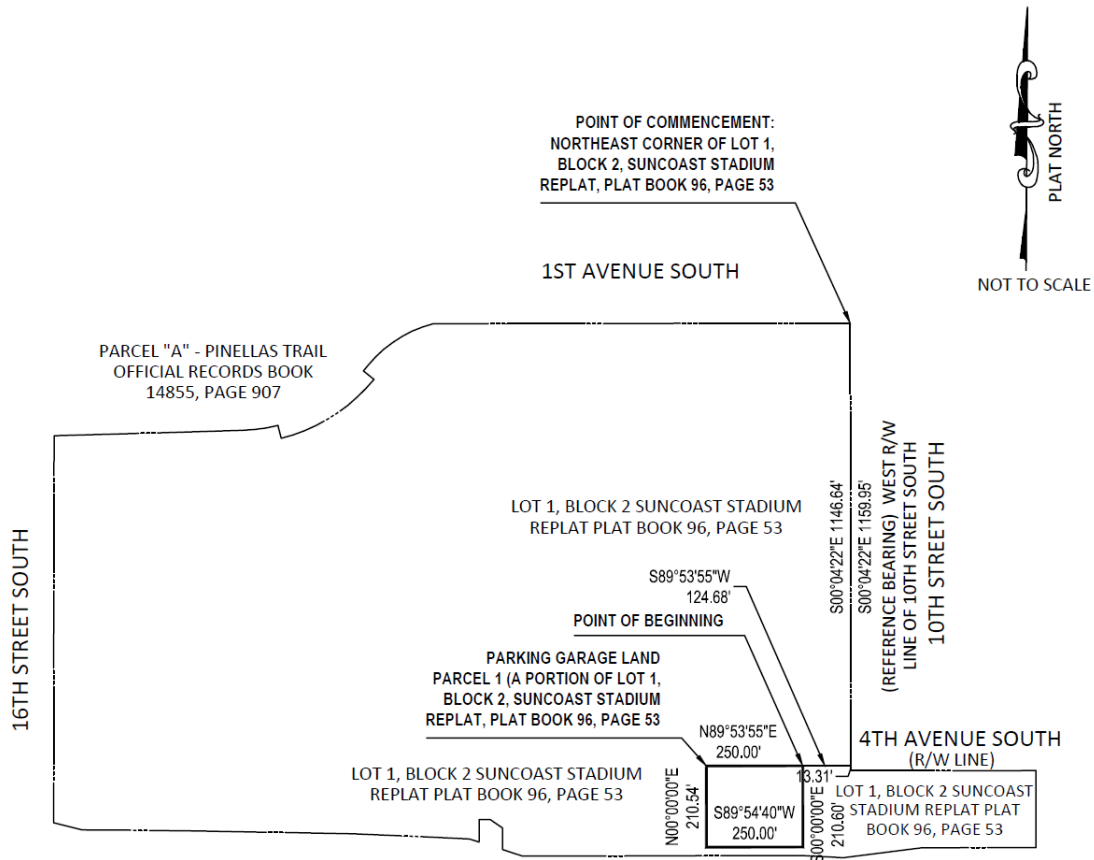 POINT OF COMMENCEMENT:
NORTHEAST CORNER OF LOT 1,
BLOCK 2, SUNCOAST STADIUM
REPLAT, PLAT BOOK 96, PAGE 53
PLAT NORTH
NOT TO SCALE
1ST AVENUE SOUTH
PARCEL "A" - PINELLAS TRAIL
OFFICIAL RECORDS BOOK
14855, PAGE 907
LOT 1, BLOCK 2 SUNCOAST STADIUM
REPLAT PLAT BOOK 96, PAGE 53
S00°04'22"E 1146.64'
S00°04'22"E 1159.95'
(REFERENCE BEARING) WEST R/W
LINE OF 10TH STREET SOUTH
10TH STREET SOUTH
16TH STREET SOUTH
S89°53'55"W
124.68'
POINT OF BEGINNING
PARKING GARAGE LAND
PARCEL 1 (A PORTION OF LOT 1,
BLOCK 2, SUNCOAST STADIUM
REPLAT, PLAT BOOK 96, PAGE 53
N89°53'55"E
250.00'
4TH AVENUE SOUTH
(R/W LINE)
13.31'
LOT 1, BLOCK 2 SUNCOAST STADIUM
REPLAT PLAT BOOK 96, PAGE 53
N00°00'00"E
210.54'
S89°54'40"W
250.00'
S00°00'00"E
210.60'
LOT 1, BLOCK 2 SUNCOAST
STADIUM REPLAT PLAT
BOOK 96, PAGE 53